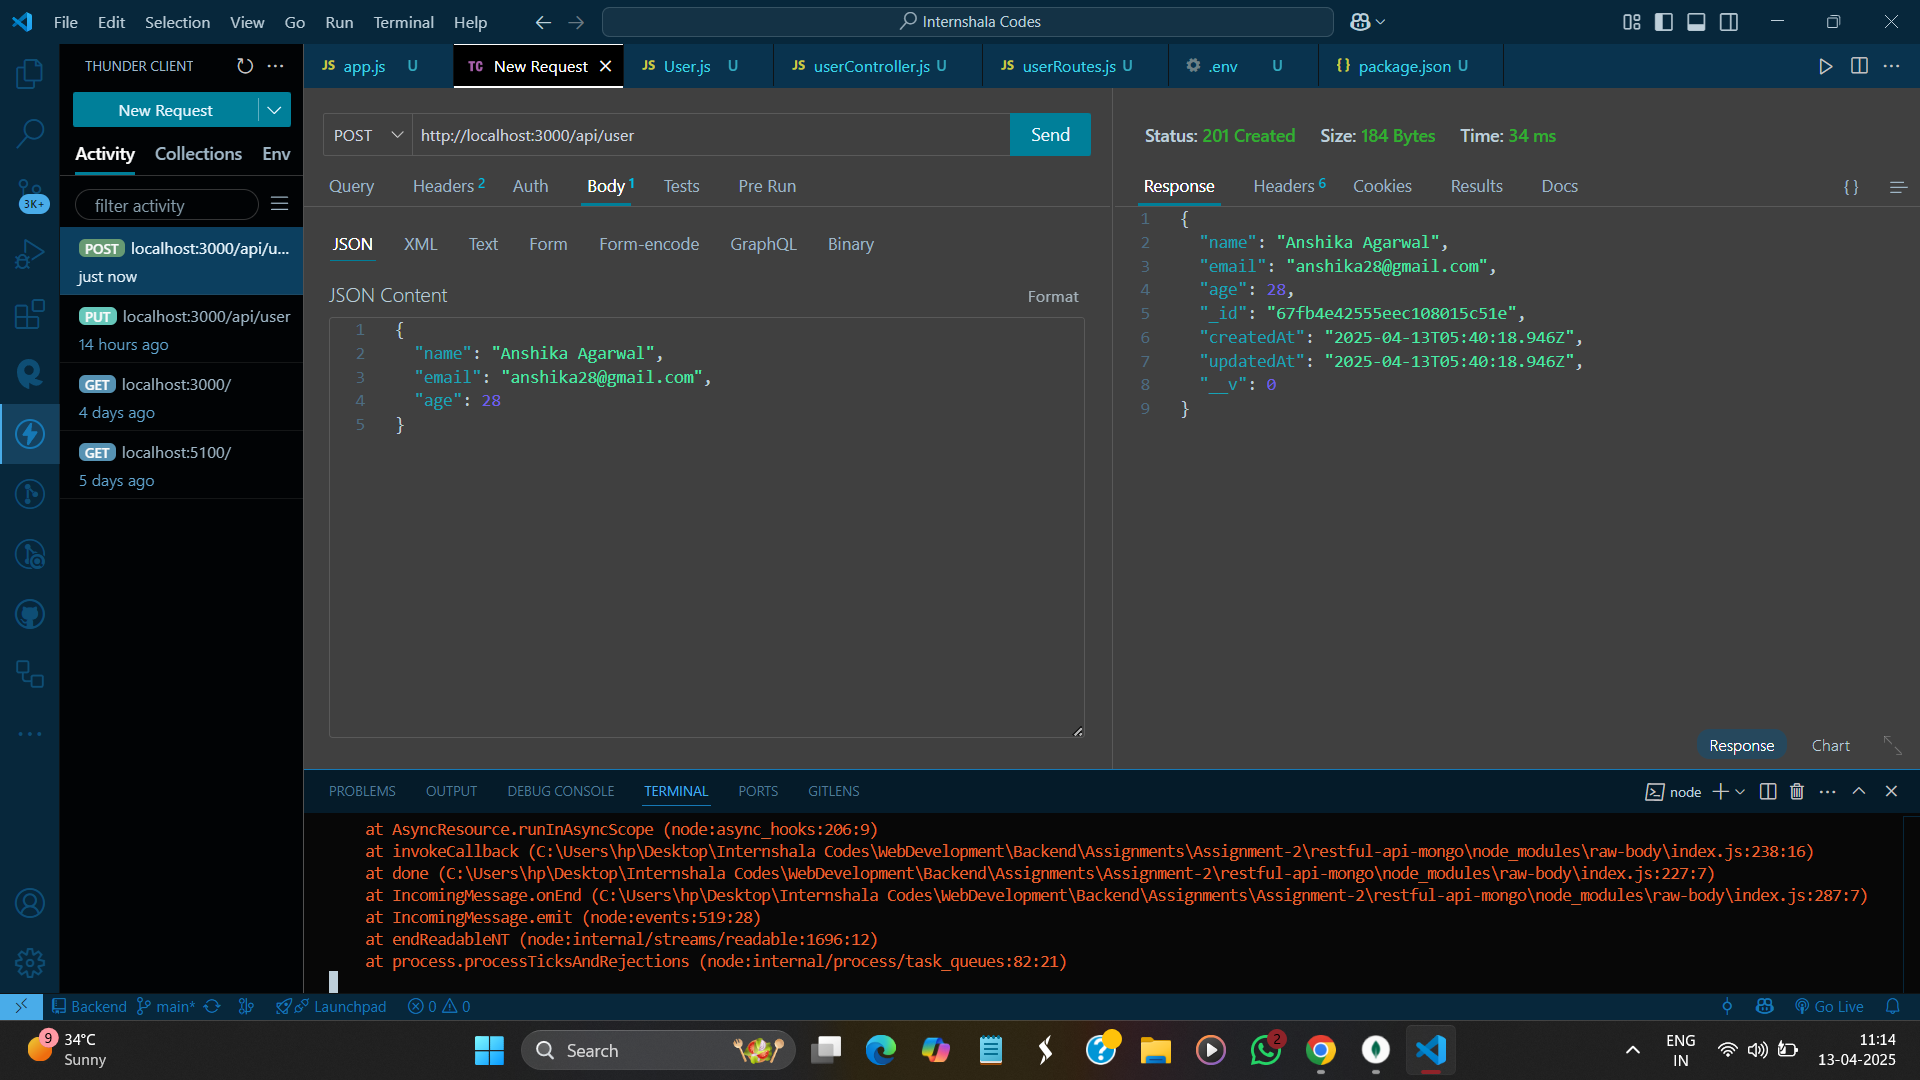 File Edit Selection View Go Run Terminal Help
Internshala Codes
THUNDER CLIENT
New Request
Activity Collections Env
filter activity
POST localhost:3000/api/u...
just now
PUT localhost:3000/api/user
14 hours ago
GET localhost:3000/
4 days ago
GET localhost:5100/
5 days ago
3K+
JS app.js U
TC New Request
JS User.js U
JS userController.js U
JS userRoutes.js U
.env U
{} package.json U
POST http://localhost:3000/api/user Send
Query Headers 2 Auth Body 1 Tests Pre Run
JSON XML Text Form Form-encode GraphQL Binary
JSON Content Format
1 {
2 "name": "Anshika Agarwal",
3 "email": "anshika28@gmail.com",
4 "age": 28
5 }
Status: 201 Created Size: 184 Bytes Time: 34 ms
Response Headers 6 Cookies Results Docs {}
1 {
2 "name": "Anshika Agarwal",
3 "email": "anshika28@gmail.com",
4 "age": 28,
5 "_id": "67fb4e42555eec108015c51e",
6 "createdAt": "2025-04-13T05:40:18.946Z",
7 "updatedAt": "2025-04-13T05:40:18.946Z",
8 "__v": 0
9 }
Response Chart
PROBLEMS OUTPUT DEBUG CONSOLE TERMINAL PORTS GITLENS
node
at AsyncResource.runInAsyncScope (node:async_hooks:206:9)
at invokeCallback (C:\Users\hp\Desktop\Internshala Codes\WebDevelopment\Backend\Assignments\Assignment-2\restful-api-mongo\node_modules\raw-body\index.js:238:16)
at done (C:\Users\hp\Desktop\Internshala Codes\WebDevelopment\Backend\Assignments\Assignment-2\restful-api-mongo\node_modules\raw-body\index.js:227:7)
at IncomingMessage.onEnd (C:\Users\hp\Desktop\Internshala Codes\WebDevelopment\Backend\Assignments\Assignment-2\restful-api-mongo\node_modules\raw-body\index.js:287:7)
at IncomingMessage.emit (node:events:519:28)
at endReadableNT (node:internal/streams/readable:1696:12)
at process.processTicksAndRejections (node:internal/process/task_queues:82:21)
Backend main* Launchpad 0 0 Go Live
9 34°C
Sunny
Search
2
ENG
IN
11:14
13-04-2025